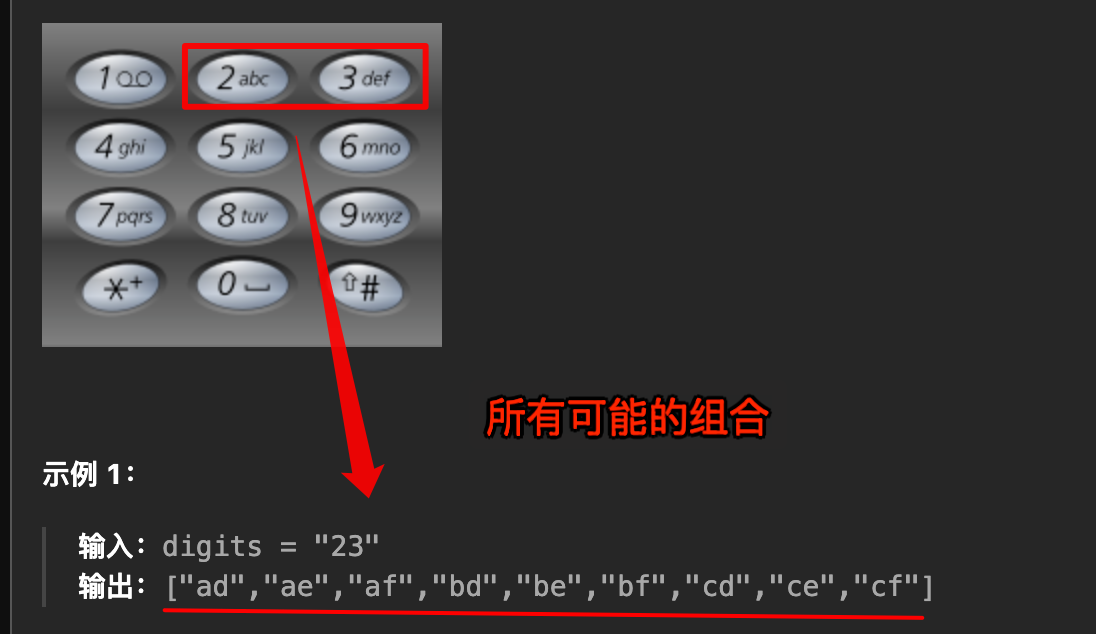 1
2 abc
3 def
4 ghi
5 jkl
6 mno
7 pqrs
8 tuv
9 wxyz
*+
0
⇧#
所有可能的组合
示例 1：
输入：digits = "23"
输出：["ad","ae","af","bd","be","bf","cd","ce","cf"]